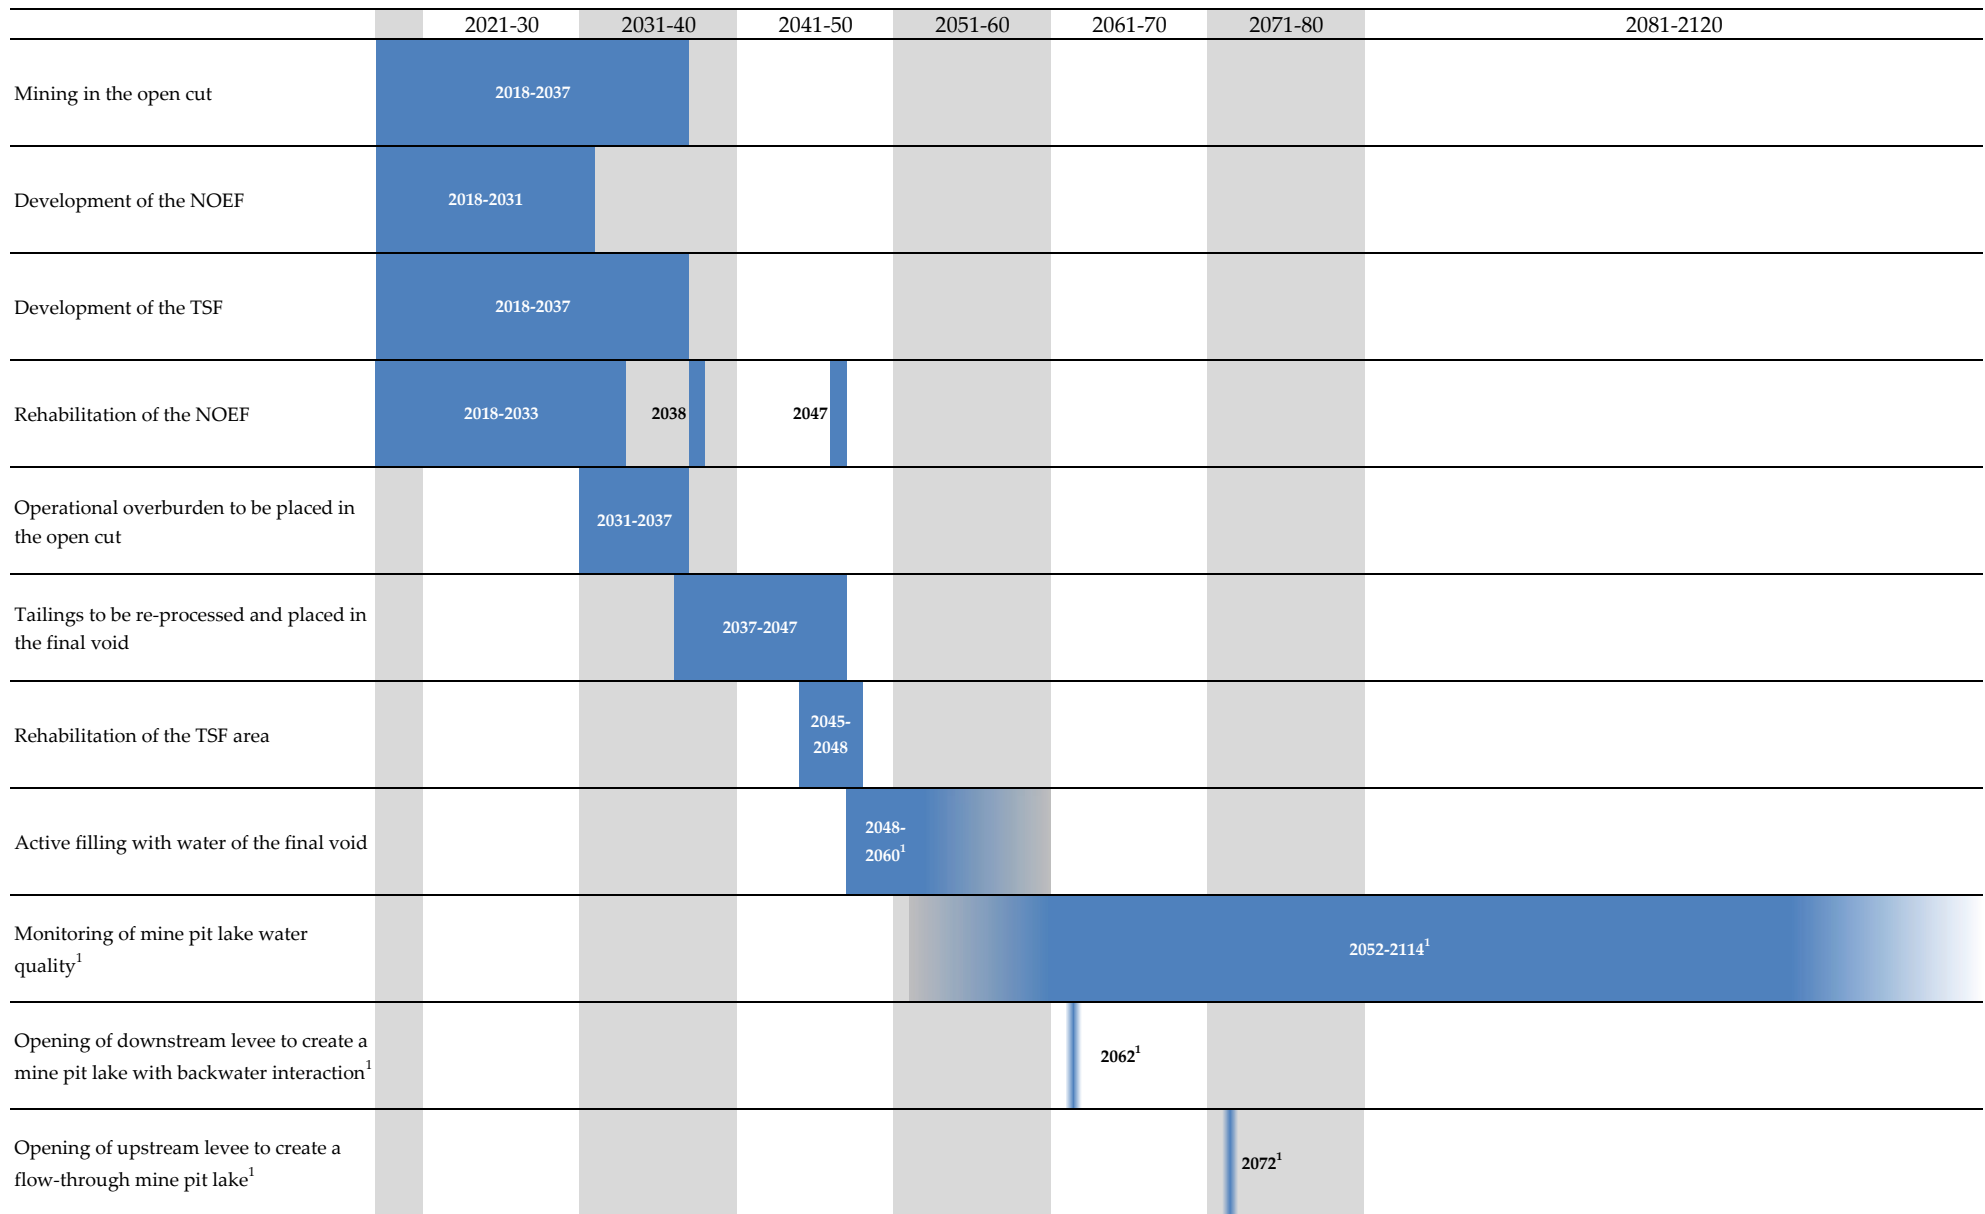 2021-30 2031-40 2041-50 2051-60 2061-70 2071-80 2081-2120
Mining in the open cut
2018-2037
Development of the NOEF
2018-2031
Development of the TSF
2018-2037
Rehabilitation of the NOEF
2018-2033
2038
2047
Operational overburden to be placed in
the open cut
2031-2037
Tailings to be re-processed and placed in
the final void
2037-2047
Rehabilitation of the TSF area
2045-
2048
Active filling with water of the final void
2048-
2060¹
Monitoring of mine pit lake water
quality¹
2052-2114¹
Opening of downstream levee to create a
mine pit lake with backwater interaction¹
2062¹
Opening of upstream levee to create a
flow-through mine pit lake¹
2072¹